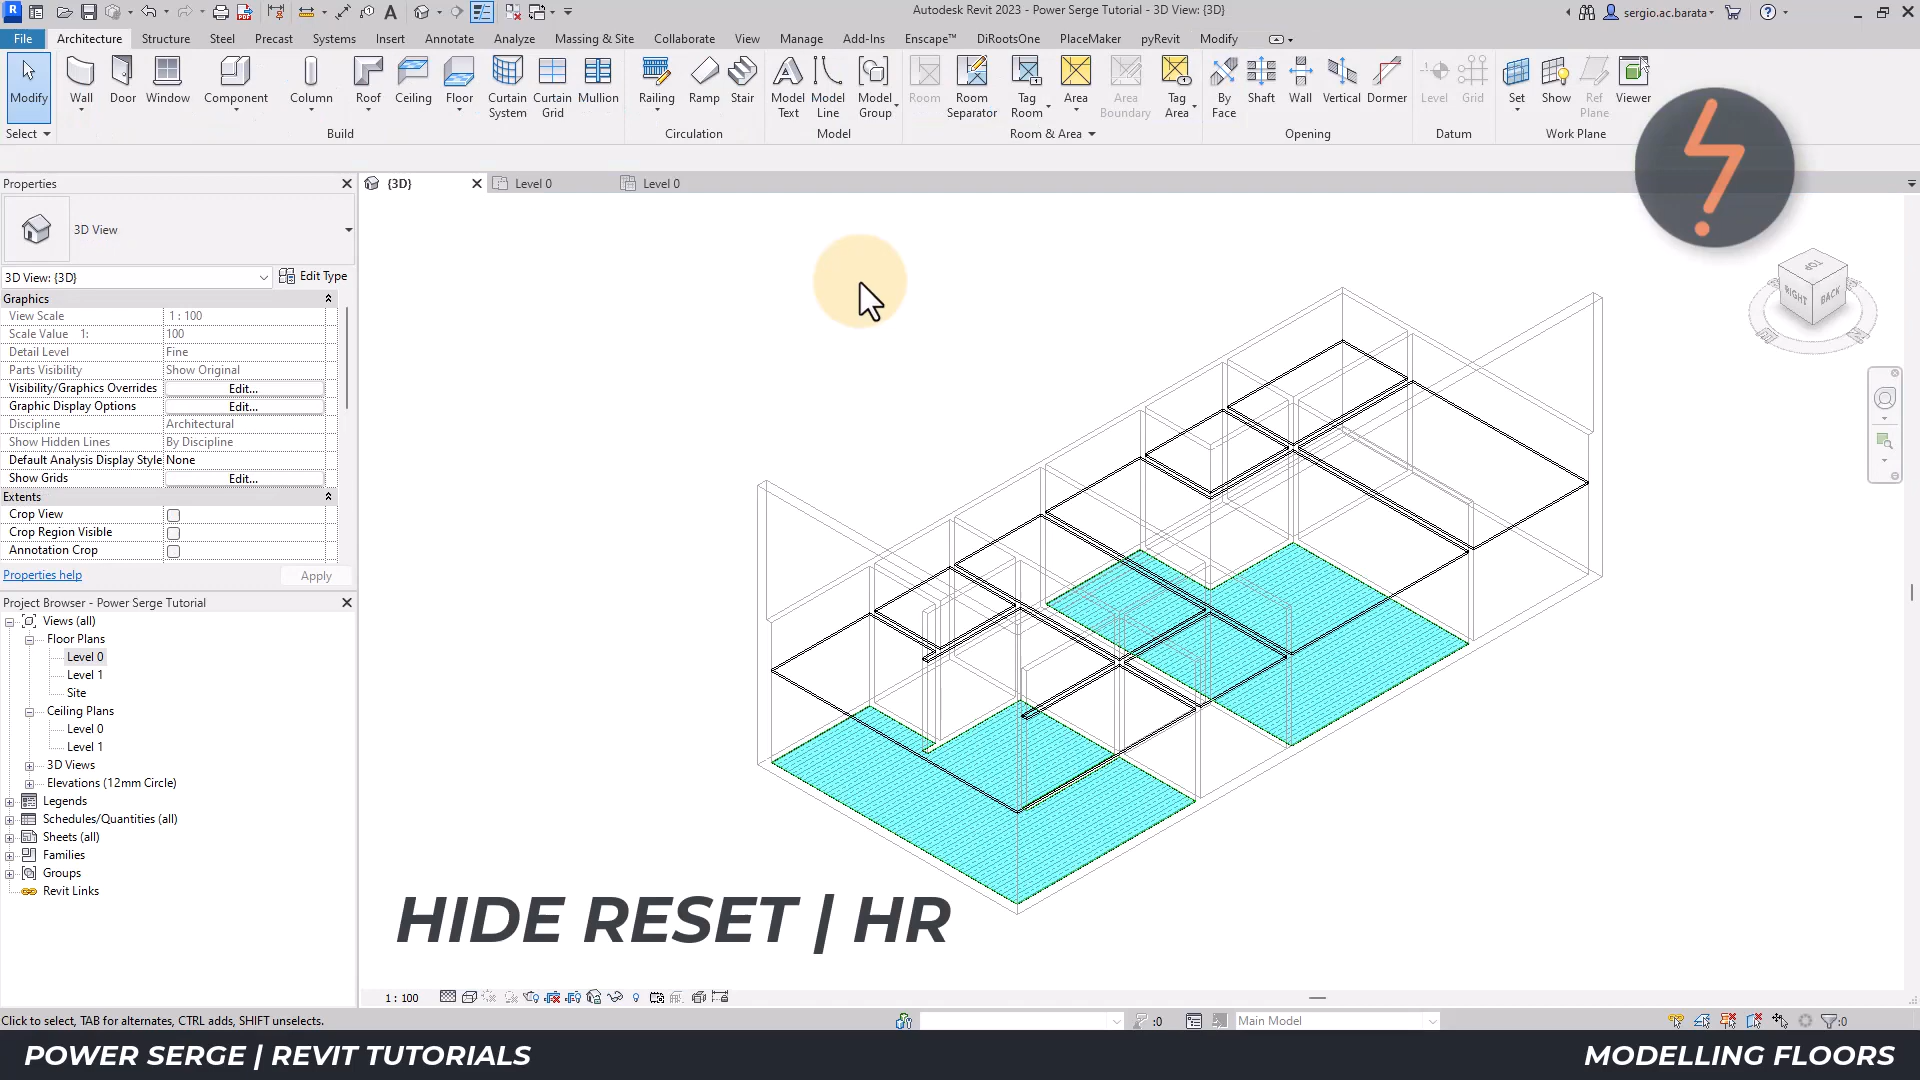 Autodesk Revit 2023 - Power Serge Tutorial - 3D View: {3D}
sergio.ac.barata
File Architecture Structure Steel Precast Systems Insert Annotate Analyze Massing & Site Collaborate View Manage Add-Ins Enscape™ DiRootsOne PlaceMaker pyRevit Modify
Modify Wall Door Window Component Column Roof Ceiling Floor Curtain System Curtain Grid Mullion Railing Ramp Stair Model Text Model Line Model Group Room Room Separator Tag Room Area Area Boundary Tag Area By Face Shaft Wall Vertical Dormer Level Grid Set Show Ref Plane Viewer
Select Build Circulation Model Room & Area Opening Datum Work Plane
Properties
{3D} Level 0 Level 0
3D View
3D View: {3D} Edit Type
Graphics
View Scale 1 : 100
Scale Value 1: 100
Detail Level Fine
Parts Visibility Show Original
Visibility/Graphics Overrides Edit...
Graphic Display Options Edit...
Discipline Architectural
Show Hidden Lines By Discipline
Default Analysis Display Style None
Show Grids Edit...
Extents
Crop View
Crop Region Visible
Annotation Crop
Properties help Apply
TOP
RIGHT BACK
Project Browser - Power Serge Tutorial
Views (all)
Floor Plans
Level 0
Level 1
Site
Ceiling Plans
Level 0
Level 1
3D Views
Elevations (12mm Circle)
Legends
Schedules/Quantities (all)
Sheets (all)
Families
Groups
Revit Links
HIDE RESET | HR
1 : 100
Click to select, TAB for alternates, CTRL adds, SHIFT unselects.
:0
Main Model
:0
POWER SERGE | REVIT TUTORIALS
MODELLING FLOORS